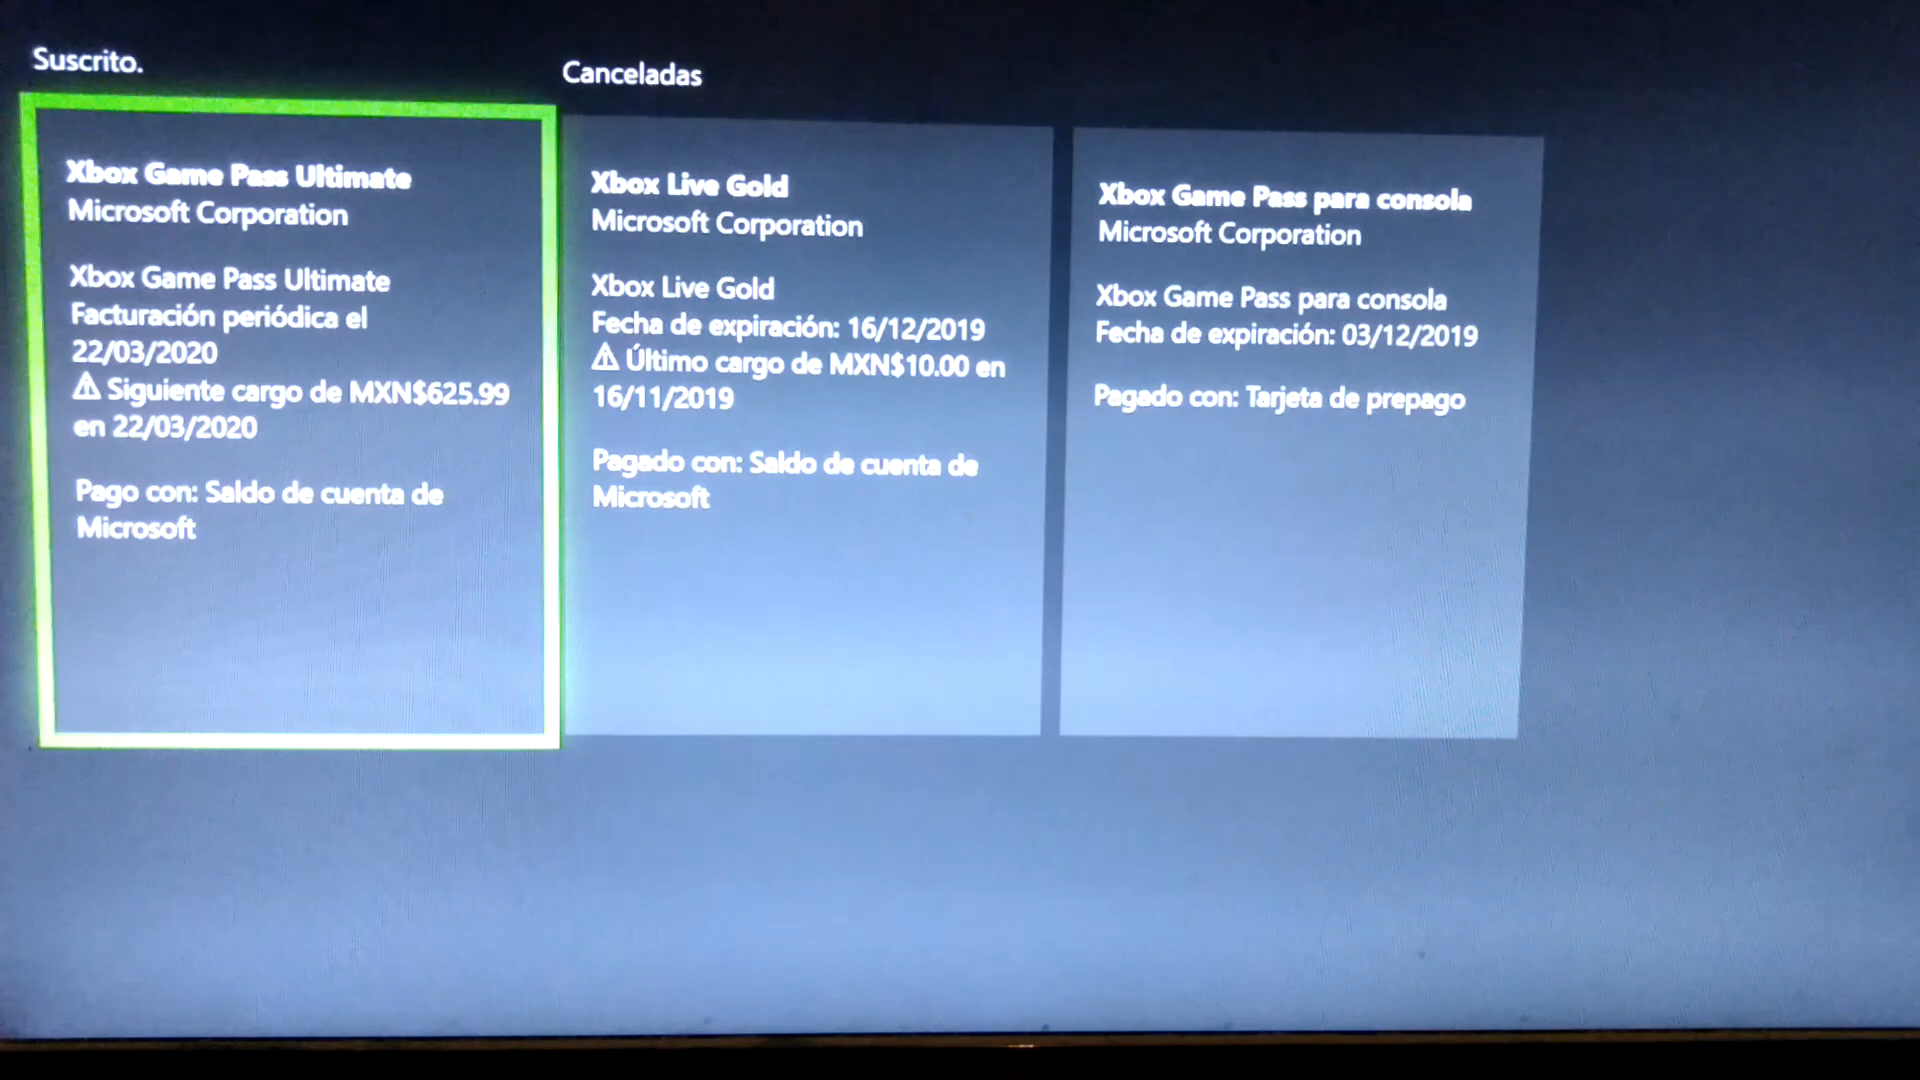 Suscrito.
Xbox Game Pass Ultimate
Microsoft Corporation
Xbox Game Pass Ultimate
Facturación periódica el
22/03/2020
⚠ Siguiente cargo de MXN$625.99
en 22/03/2020
Pago con: Saldo de cuenta de
Microsoft
Canceladas
Xbox Live Gold
Microsoft Corporation
Xbox Live Gold
Fecha de expiración: 16/12/2019
⚠ Último cargo de MXN$10.00 en
16/11/2019
Pagado con: Saldo de cuenta de
Microsoft
Xbox Game Pass para consola
Microsoft Corporation
Xbox Game Pass para consola
Fecha de expiración: 03/12/2019
Pagado con: Tarjeta de prepago